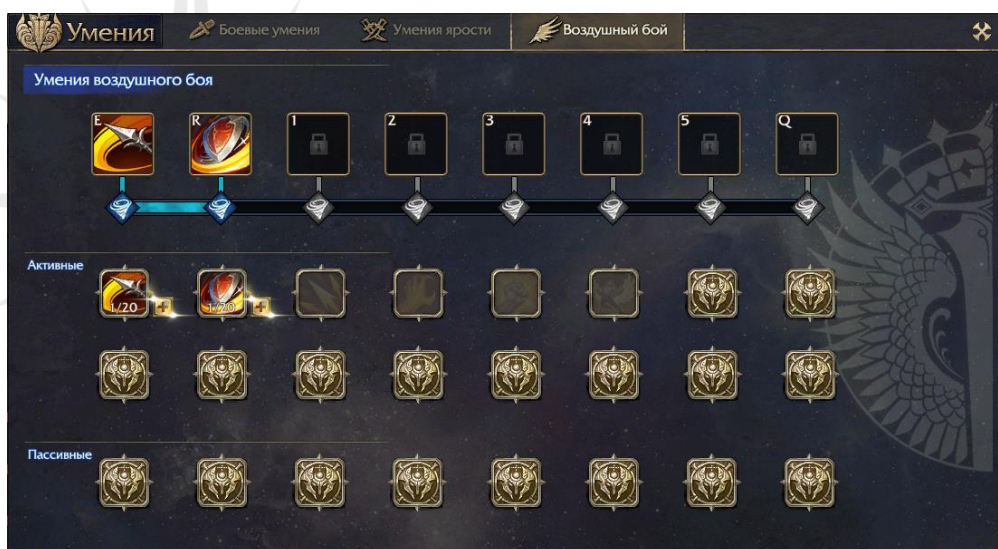 Умения
Боевые умения
Умения ярости
Воздушный бой
Умения воздушного боя
E R 1 2 3 4 5 Q
Активные
1/20 1/20
Пассивные